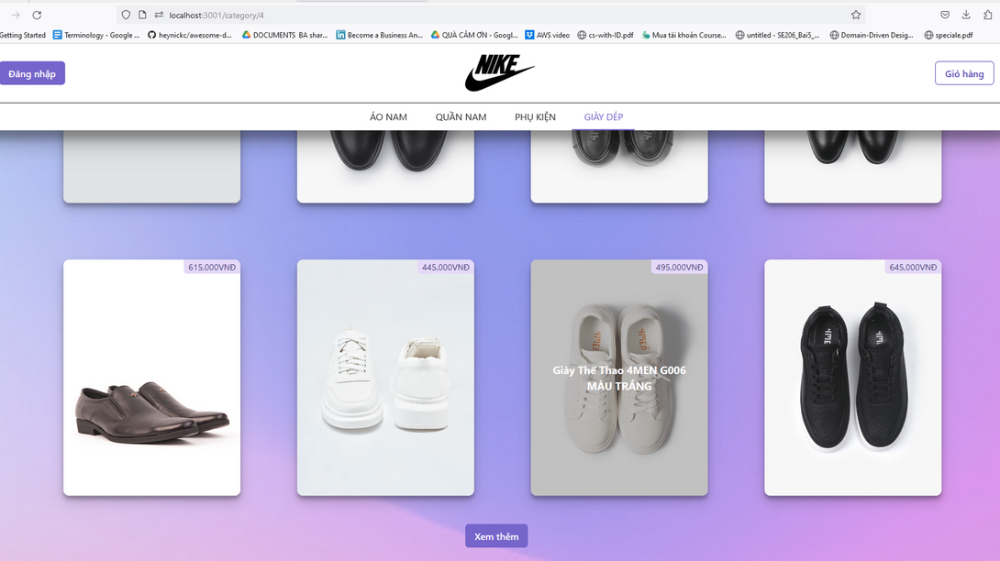 localhost:3001/category/4
Getting Started
Terminology - Google ...
heynickc/awesome-d...
DOCUMENTS BA shar...
Become a Business An...
QUÀ CẢM ƠN - Googl...
AWS video
cs-with-ID.pdf
Mua tài khoản Course...
untitled - SE206_Bai5_...
Domain-Driven Desig...
speciale.pdf
Đăng nhập
NIKE
Giỏ hàng
ÁO NAM
QUẦN NAM
PHỤ KIỆN
GIÀY DÉP
615,000VNĐ
445,000VNĐ
495,000VNĐ
645,000VNĐ
Giày Thể Thao 4MEN G006
MÀU TRẮNG
Xem thêm